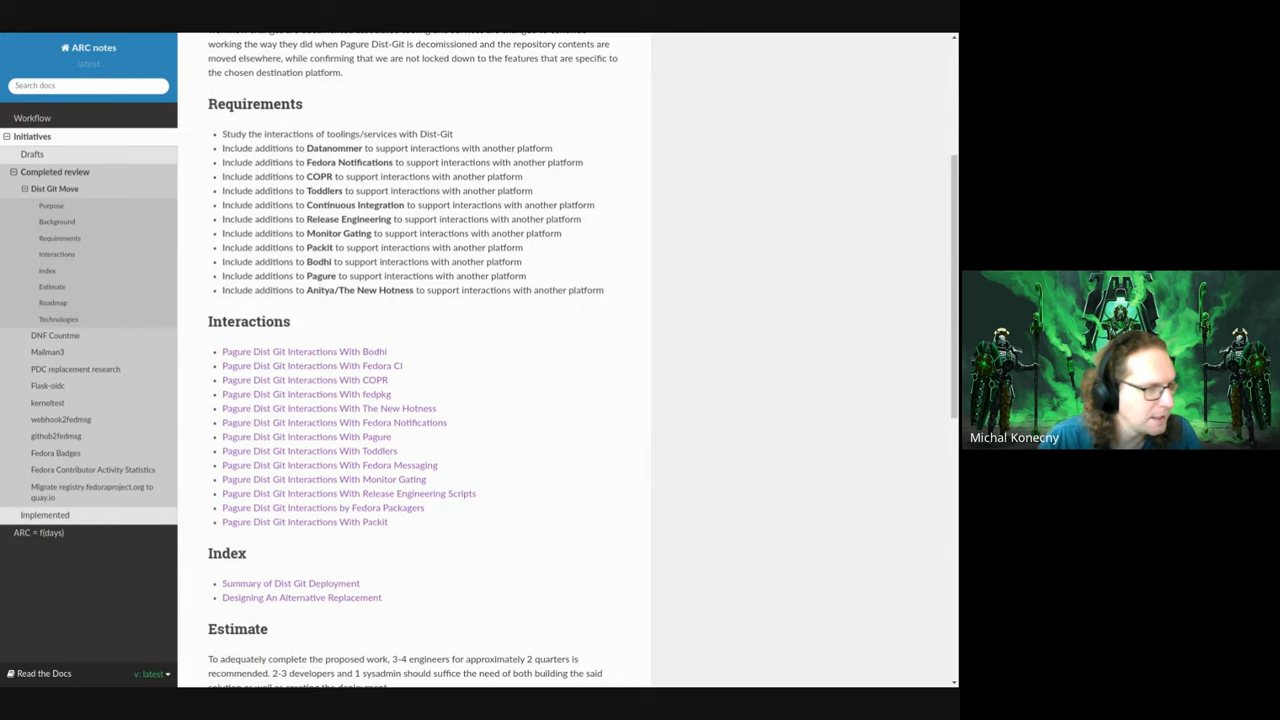 ARC notes
latest
Search docs
Workflow
Initiatives
Drafts
Completed review
Dist Git Move
Purpose
Background
Requirements
Interactions
Index
Estimate
Roadmap
Technologies
DNF Countme
Mailman3
PDC replacement research
Flask-oidc
kerneltest
webhook2fedmsg
github2fedmsg
Fedora Badges
Fedora Contributor Activity Statistics
Migrate registry.fedoraproject.org to
quay.io
Implemented
ARC = f(days)
Read the Docs
v: latest
working the way they did when Pagure Dist-Git is decomissioned and the repository contents are
moved elsewhere, while confirming that we are not locked down to the features that are specific to
the chosen destination platform.
Requirements
• Study the interactions of toolings/services with Dist-Git
• Include additions to Datanommer to support interactions with another platform
• Include additions to Fedora Notifications to support interactions with another platform
• Include additions to COPR to support interactions with another platform
• Include additions to Toddlers to support interactions with another platform
• Include additions to Continuous Integration to support interactions with another platform
• Include additions to Release Engineering to support interactions with another platform
• Include additions to Monitor Gating to support interactions with another platform
• Include additions to Packit to support interactions with another platform
• Include additions to Bodhi to support interactions with another platform
• Include additions to Pagure to support interactions with another platform
• Include additions to Anitya/The New Hotness to support interactions with another platform
Interactions
• Pagure Dist Git Interactions With Bodhi
• Pagure Dist Git Interactions With Fedora CI
• Pagure Dist Git Interactions With COPR
• Pagure Dist Git Interactions With fedpkg
• Pagure Dist Git Interactions With The New Hotness
• Pagure Dist Git Interactions With Fedora Notifications
• Pagure Dist Git Interactions With Pagure
• Pagure Dist Git Interactions With Toddlers
• Pagure Dist Git Interactions With Fedora Messaging
• Pagure Dist Git Interactions With Monitor Gating
• Pagure Dist Git Interactions With Release Engineering Scripts
• Pagure Dist Git Interactions by Fedora Packagers
• Pagure Dist Git Interactions With Packit
Index
• Summary of Dist Git Deployment
• Designing An Alternative Replacement
Estimate
To adequately complete the proposed work, 3-4 engineers for approximately 2 quarters is
recommended. 2-3 developers and 1 sysadmin should suffice the need of both building the said
Michal Konecny